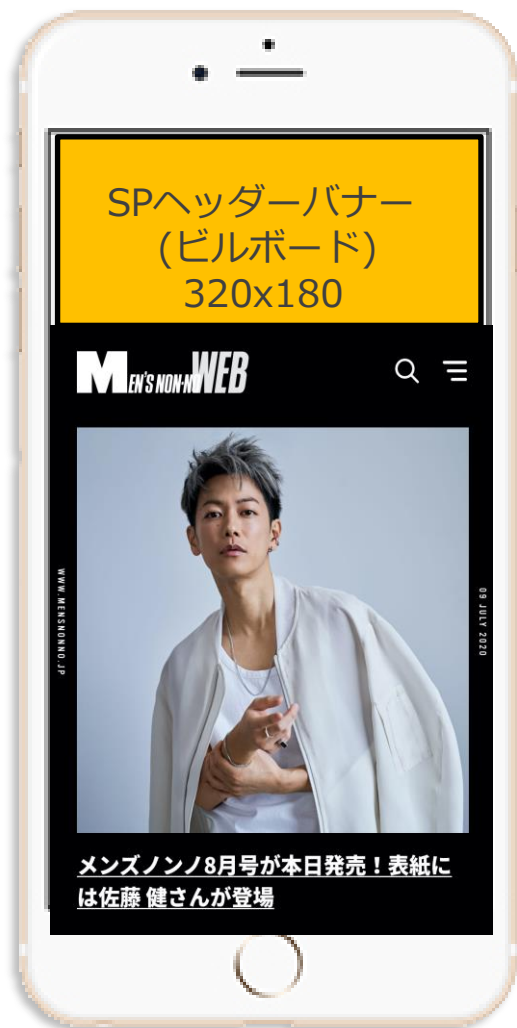 SPヘッダーバナー
(ビルボード)
320x180
MEN'S NON-NO WEB
WWW.MENSNONNO.JP
09 JULY 2020
メンズノンノ8月号が本日発売！表紙に
は佐藤 健さんが登場